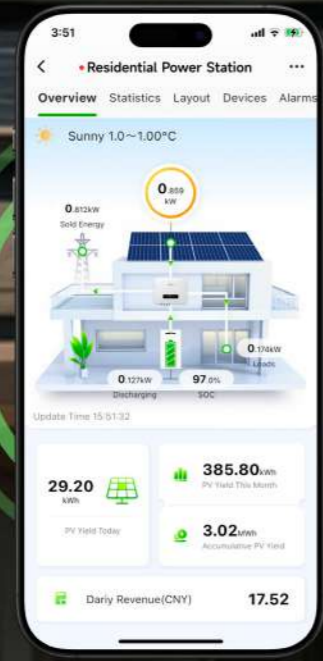 3:51
Residential Power Station
Overview Statistics Layout Devices Alarms
Sunny 1.0~1.00°C
0.859
kW
0.812kW
Sold Energy
0.174kW
Loads
0.127kW
Discharging
97.0%
SOC
Update Time 15:51:32
29.20
kWh
PV Yield Today
385.80kWh
PV Yield This Month
3.02MWh
Accumulative PV Yield
Dariy Revenue(CNY) 17.52